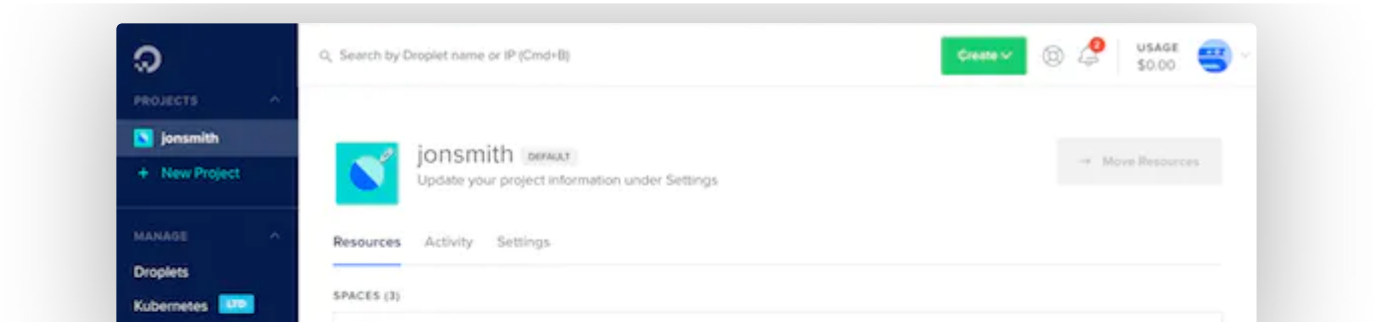 Search by Droplet name or IP (Cmd+B)
Create
2
USAGE
$0.00
PROJECTS
jonsmith
+ New Project
MANAGE
Droplets
Kubernetes LTD
jonsmith DEFAULT
Update your project information under Settings
→ Move Resources
Resources Activity Settings
SPACES (3)